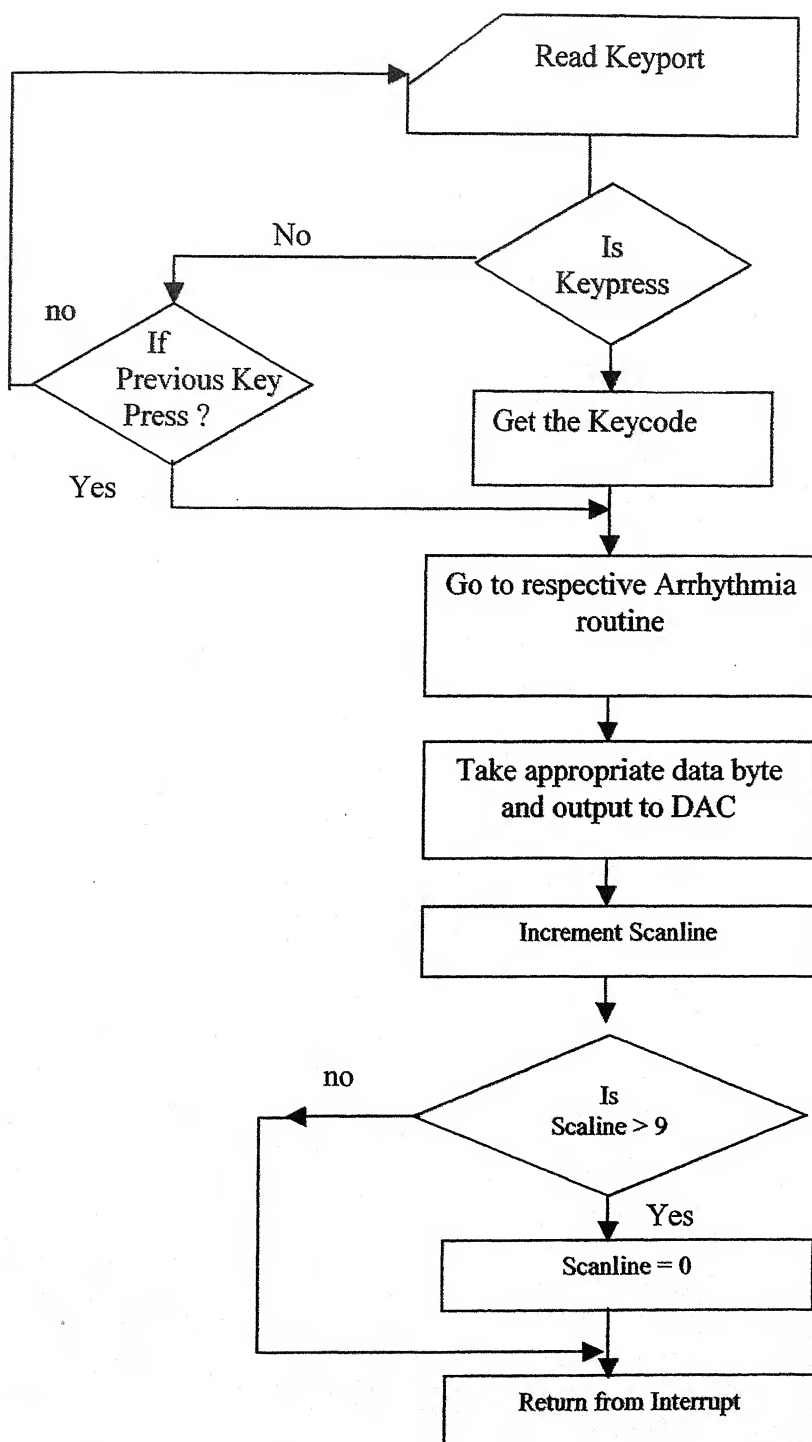 Read Keyport
No
Is
Keypress
no
If
Previous Key
Press ?
Get the Keycode
Yes
Go to respective Arrhythmia
routine
Take appropriate data byte
and output to DAC
Increment Scanline
no
Is
Scaline > 9
Yes
Scanline = 0
Return from Interrupt